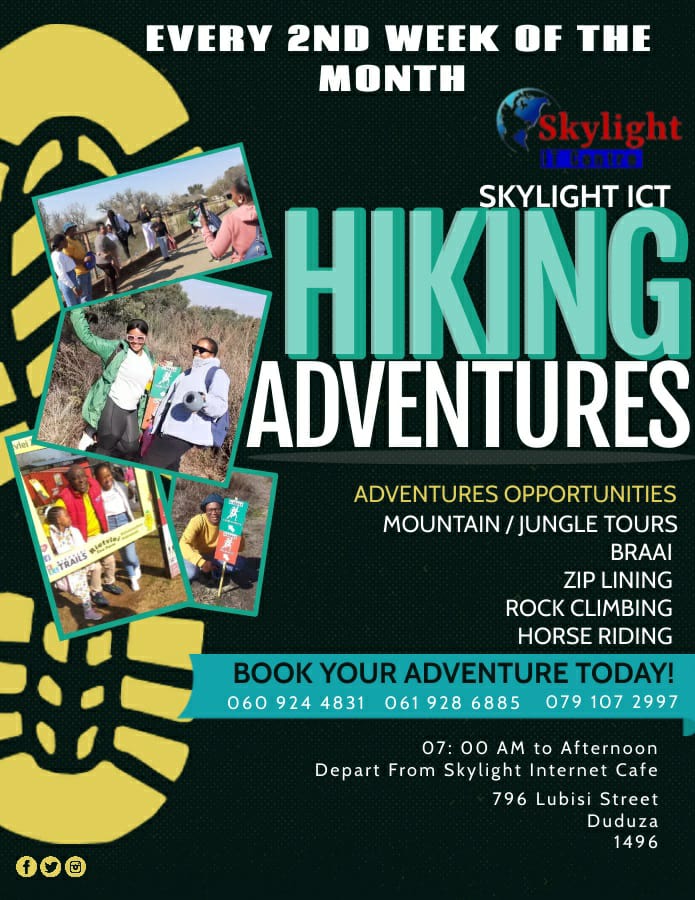 EVERY 2ND WEEK OF THE
MONTH
Skylight
SKYLIGHT ICT
HIKING
ADVENTURES
ADVENTURES OPPORTUNITIES
MOUNTAIN / JUNGLE TOURS
BRAAI
ZIP LINING
ROCK CLIMBING
HORSE RIDING
BOOK YOUR ADVENTURE TODAY!
060 924 4831 061 928 6885 079 107 2997
07: 00 AM to Afternoon
Depart From Skylight Internet Cafe
796 Lubisi Street
Duduza
1496
TRAILS